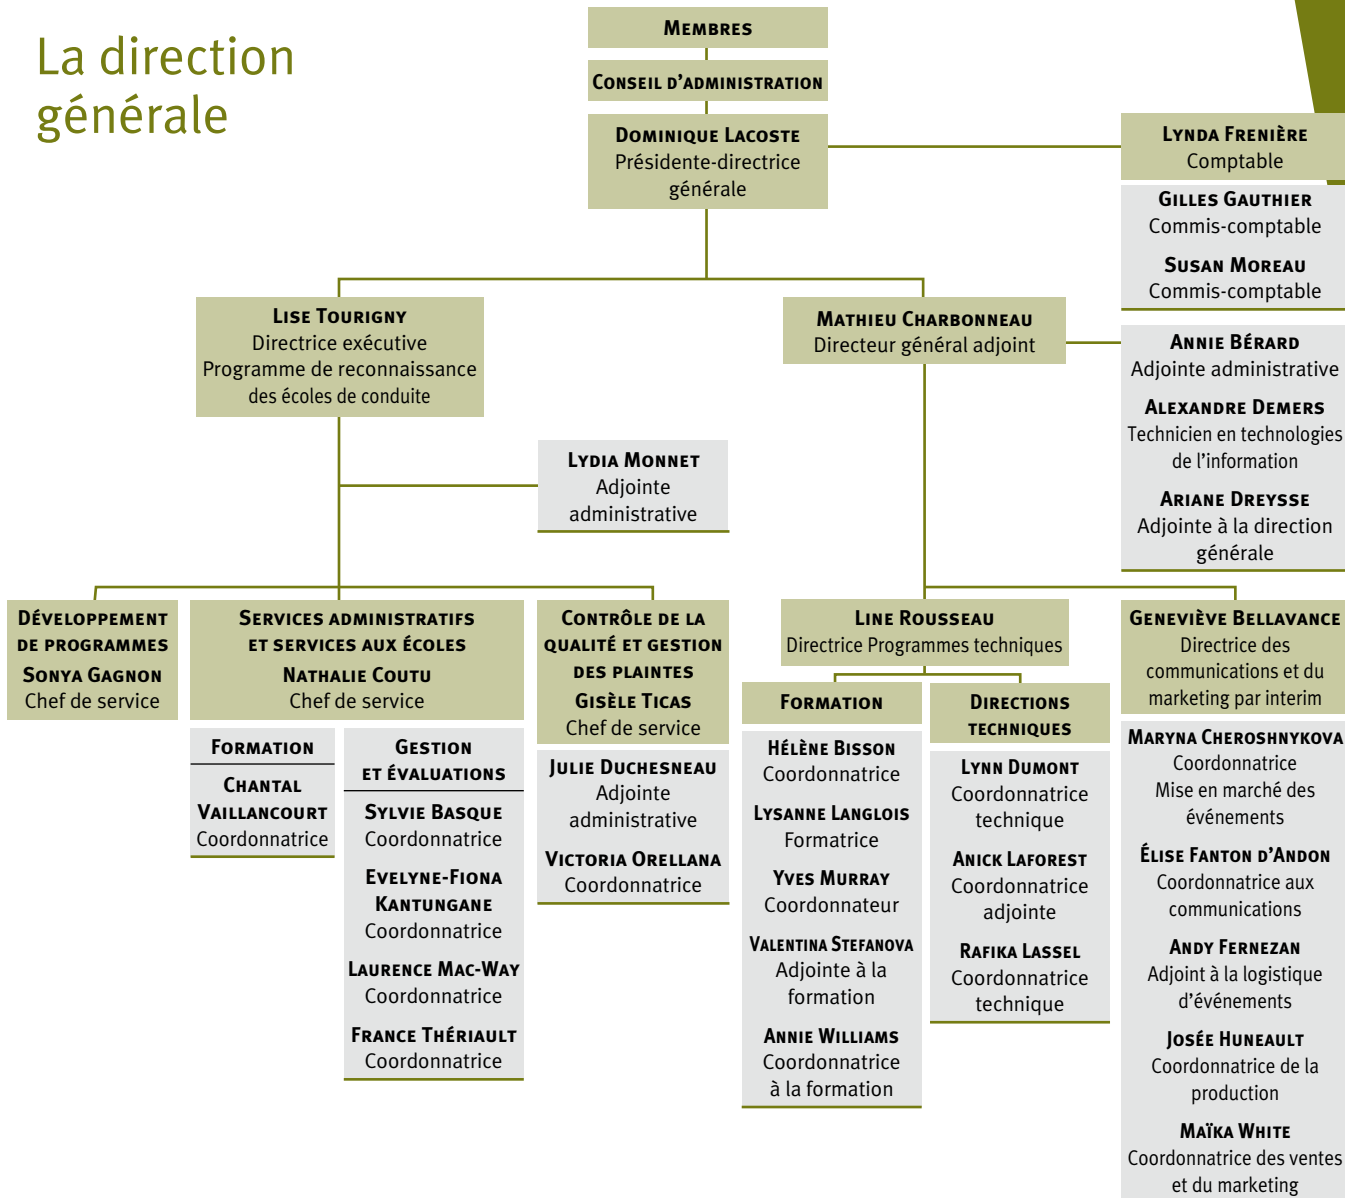 La direction
générale
Membres
Conseil d'administration
Dominique Lacoste
Présidente-directrice
générale
Lynda Frenière
Comptable
Gilles Gauthier
Commis-comptable
Susan Moreau
Commis-comptable
Lise Tourigny
Directrice exécutive
Programme de reconnaissance
des écoles de conduite
Mathieu Charbonneau
Directeur général adjoint
Annie Bérard
Adjointe administrative
Alexandre Demers
Technicien en technologies
de l'information
Ariane Dreysse
Adjointe à la direction
générale
Lydia Monnet
Adjointe
administrative
Développement
de programmes
Sonya Gagnon
Chef de service
Services administratifs
et services aux écoles
Nathalie Coutu
Chef de service
Formation
Chantal
Vaillancourt
Coordonnatrice
Gestion
et évaluations
Sylvie Basque
Coordonnatrice
Evelyne-Fiona
Kantungane
Coordonnatrice
Laurence Mac-Way
Coordonnatrice
France Thériault
Coordonnatrice
Contrôle de la
qualité et gestion
des plaintes
Gisèle Ticas
Chef de service
Julie Duchesneau
Adjointe
administrative
Victoria Orellana
Coordonnatrice
Line Rousseau
Directrice Programmes techniques
Formation
Hélène Bisson
Coordonnatrice
Lysanne Langlois
Formatrice
Yves Murray
Coordonnateur
Valentina Stefanova
Adjointe à la
formation
Annie Williams
Coordonnatrice
à la formation
Directions
techniques
Lynn Dumont
Coordonnatrice
technique
Anick Laforest
Coordonnatrice
adjointe
Rafika Lassel
Coordonnatrice
technique
Geneviève Bellavance
Directrice des
communications et du
marketing par interim
Maryna Cheroshnykova
Coordonnatrice
Mise en marché des
événements
Élise Fanton d'Andon
Coordonnatrice aux
communications
Andy Fernezan
Adjoint à la logistique
d'événements
Josée Huneault
Coordonnatrice de la
production
Maïka White
Coordonnatrice des ventes
et du marketing